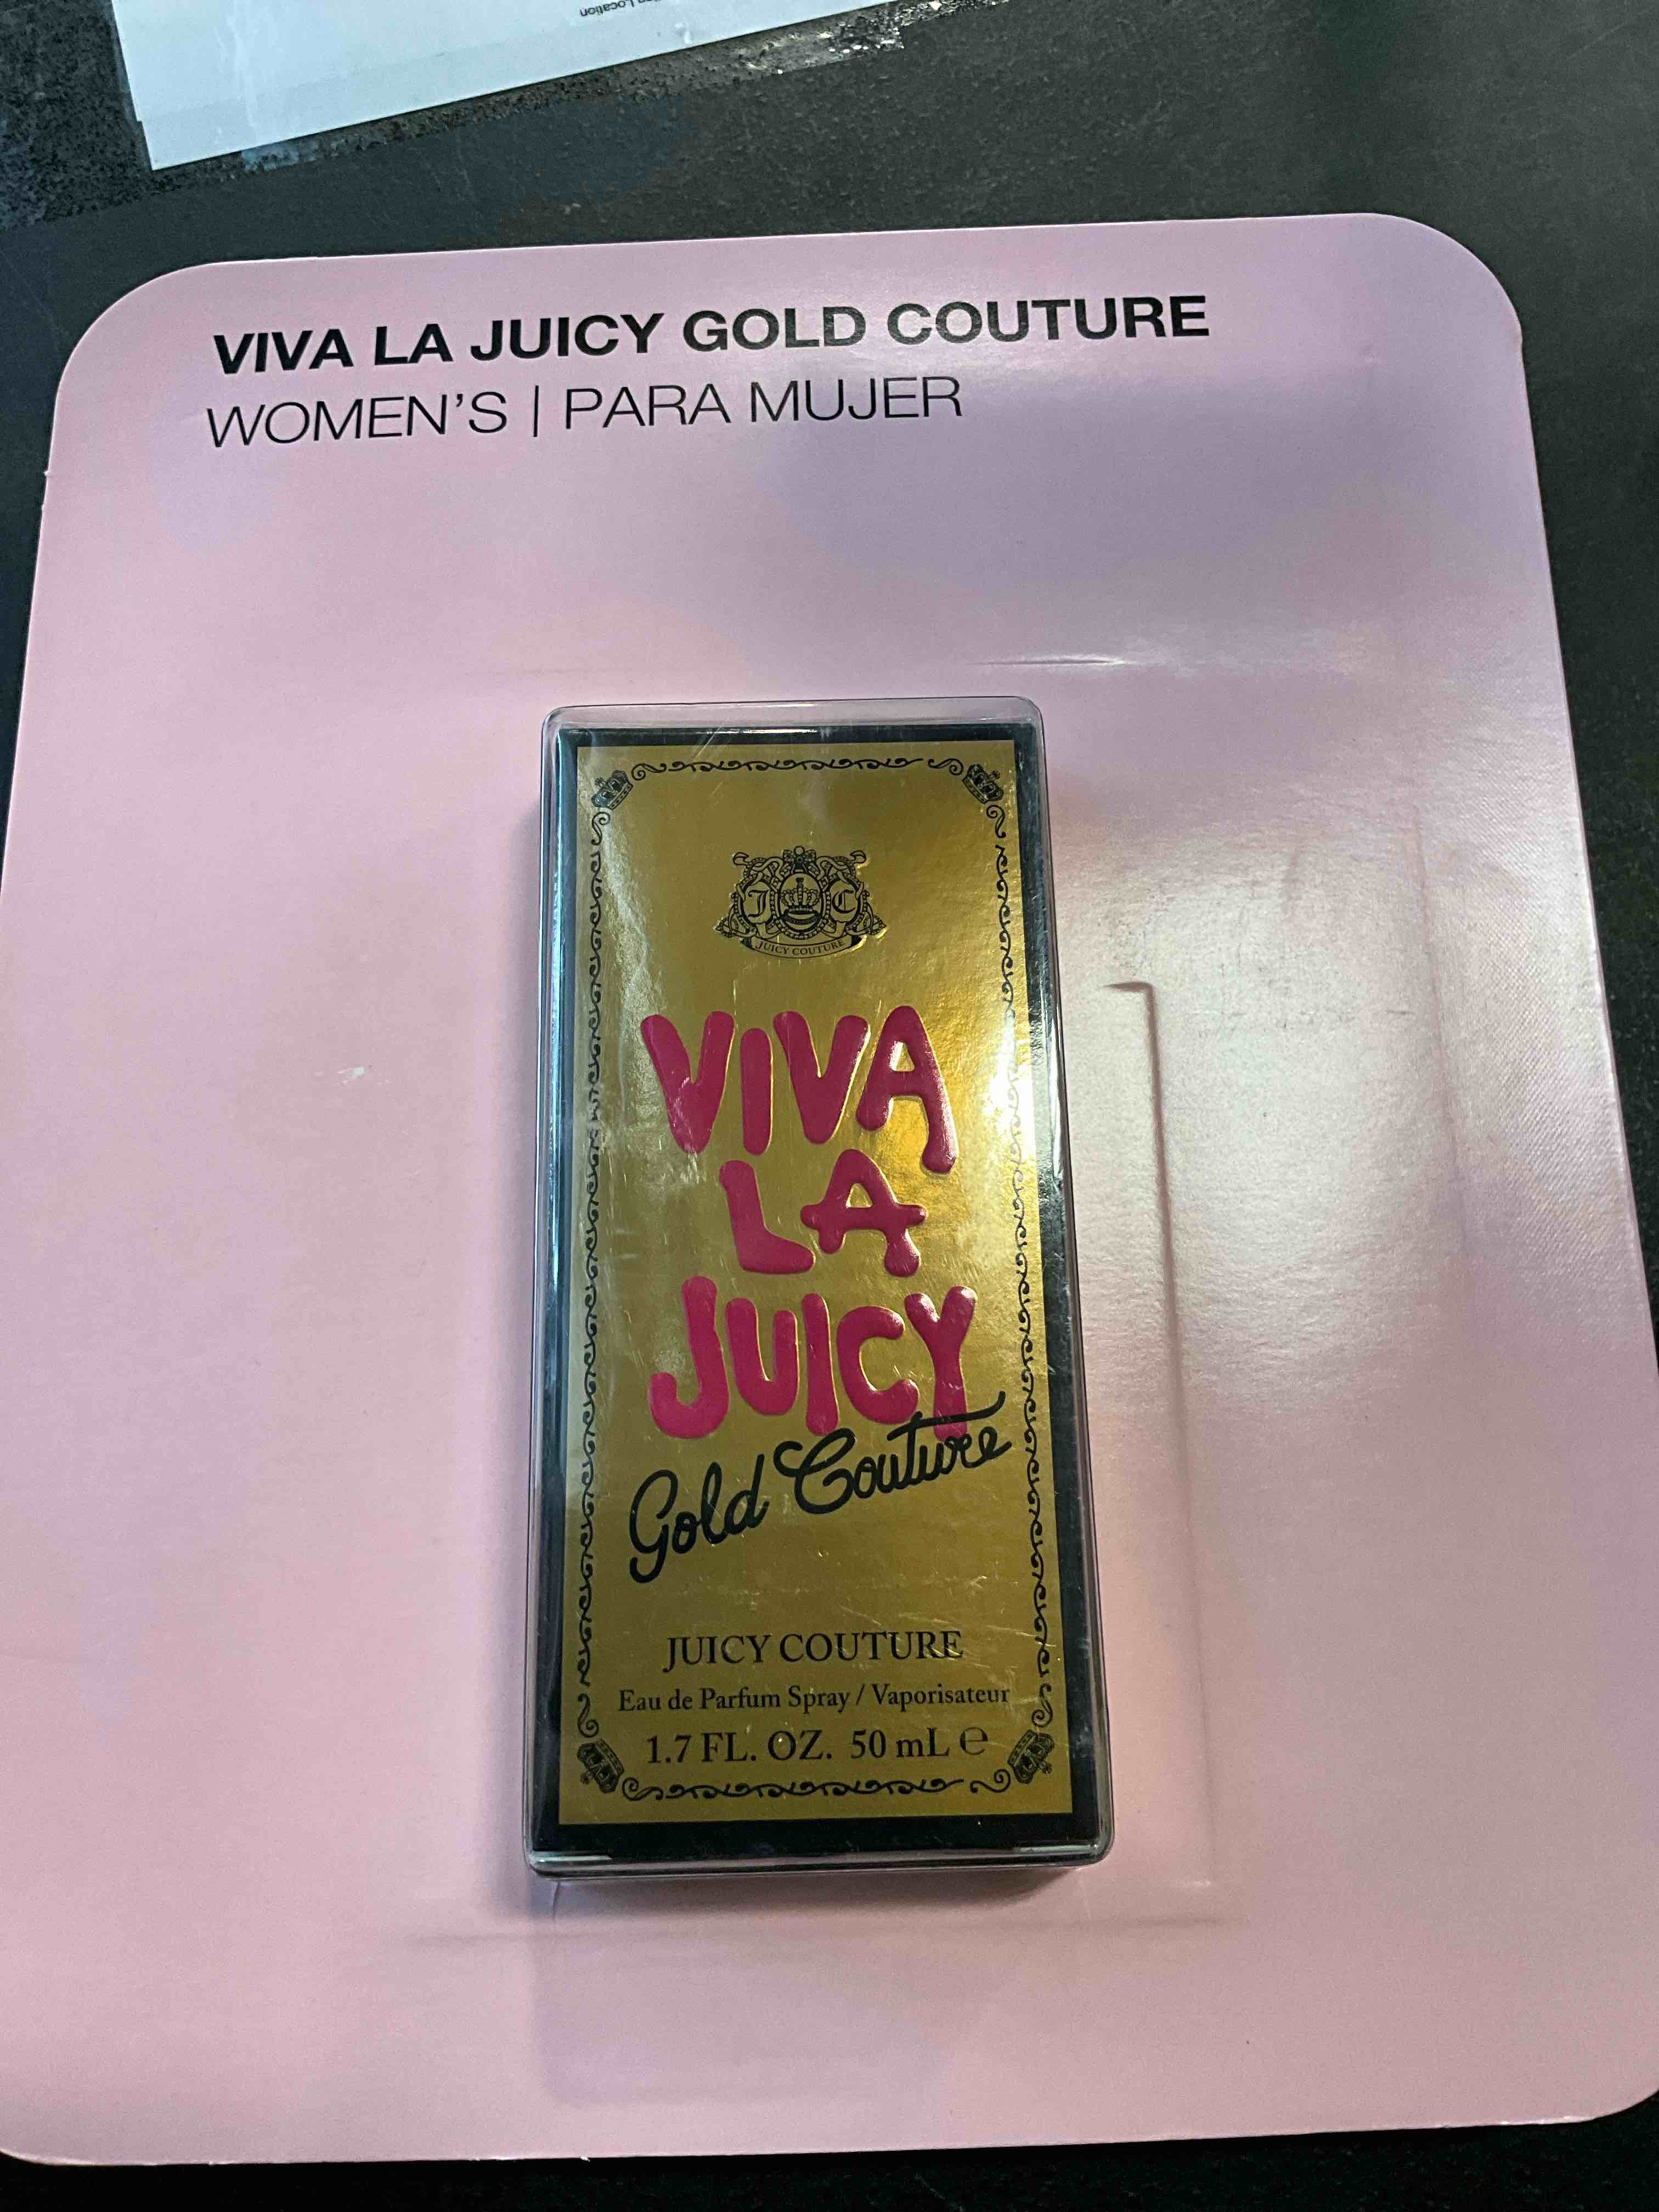 Location
VIVA LA JUICY GOLD COUTURE
WOMEN'S | PARA MUJER
J C
JUICY COUTURE
VIVA
LA
JUICY
Gold Couture
JUICY COUTURE
Eau de Parfum Spray / Vaporisateur
1.7 FL. OZ. 50 mL ℮